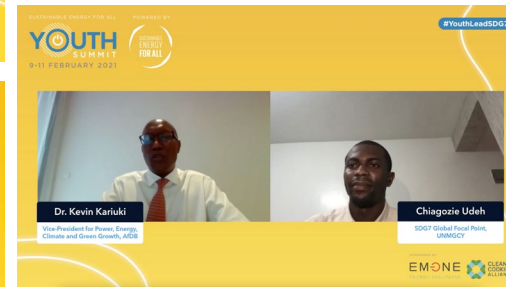 SUSTAINABLE ENERGY FOR ALL
YOUTH
SUMMIT
9-11 FEBRUARY 2021
POWERED BY
SUSTAINABLE
ENERGY
FOR ALL
#YouthLeadSDG7
Dr. Kevin Kariuki
Vice-President for Power, Energy,
Climate and Green Growth, AfDB
Chiagozie Udeh
SDG7 Global Focal Point,
UNMGCY
EMONE
CLEAN
COOKING
ALLIANCE